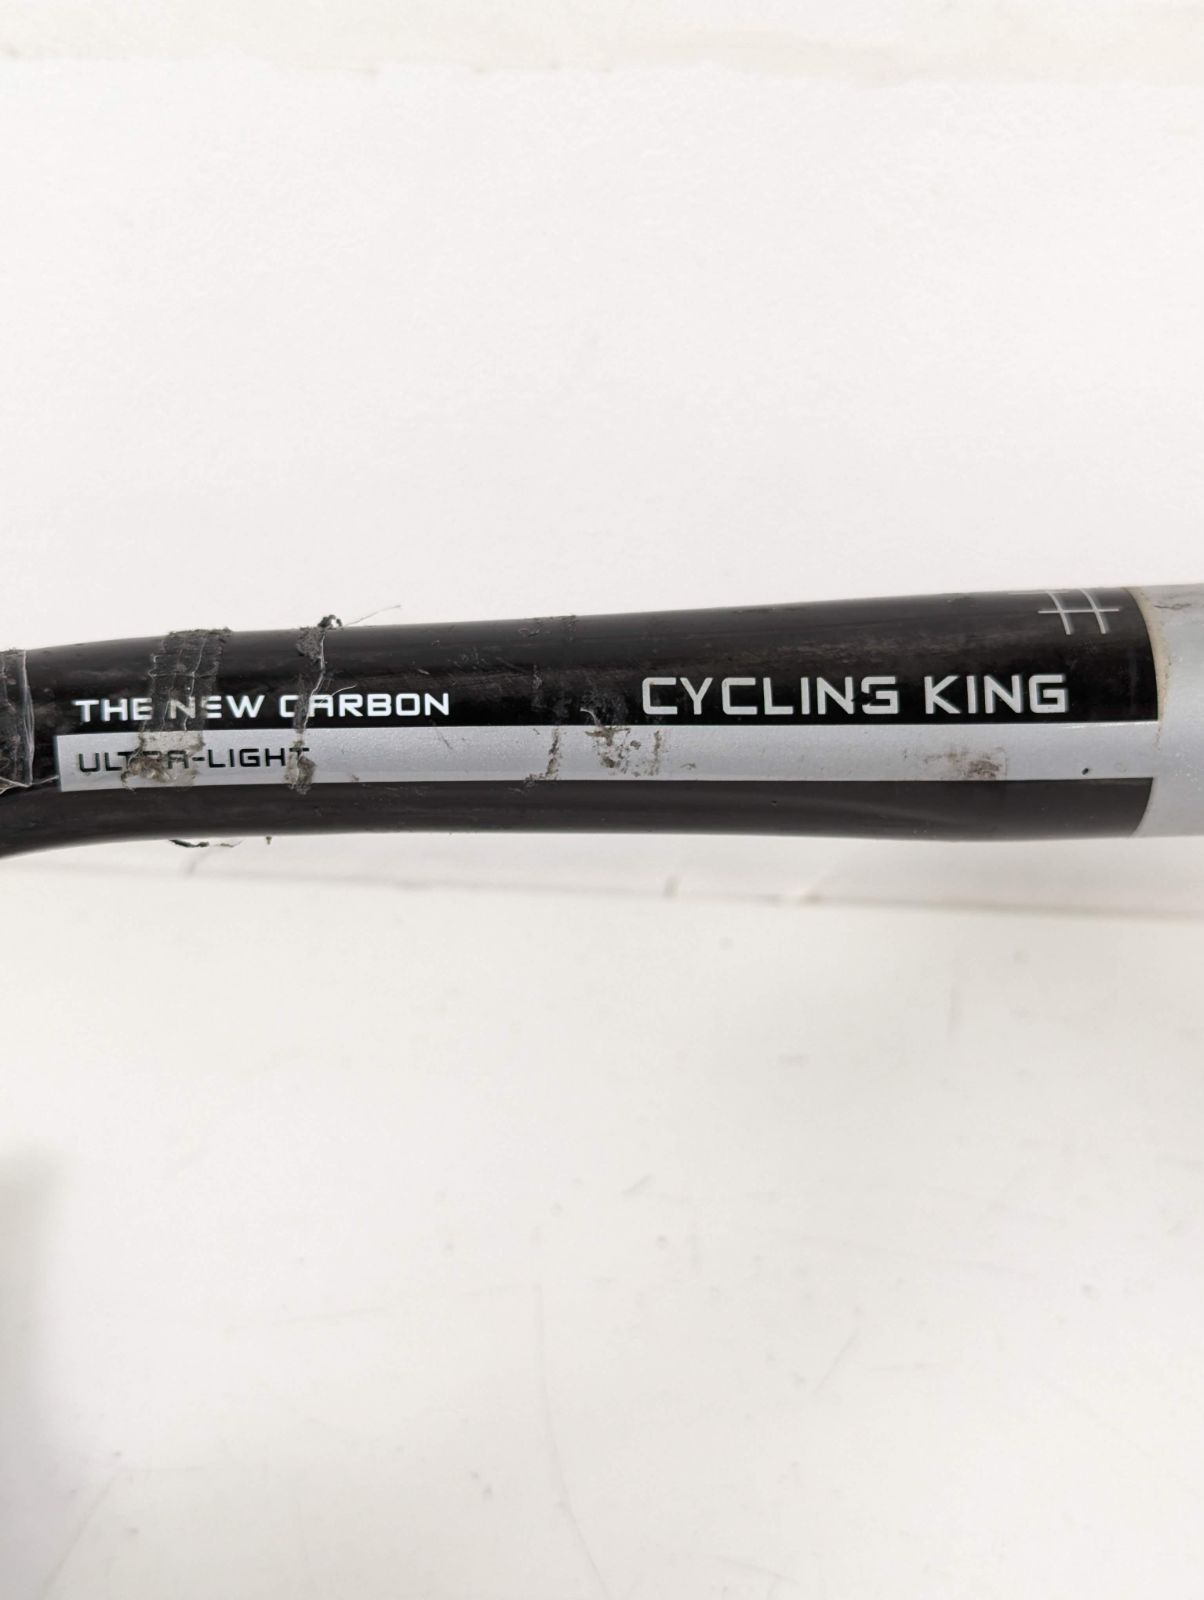 THE NEW CARBON
ULTRA-LIGHT
CYCLING KING